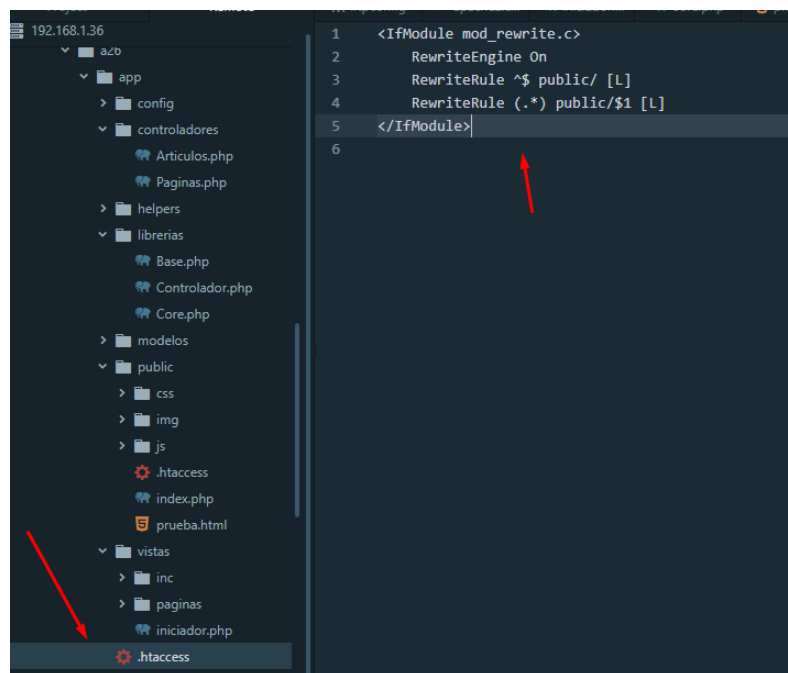 192.168.1.36
a26
app
config
controladores
Articulos.php
Paginas.php
helpers
librerias
Base.php
Controlador.php
Core.php
modelos
public
css
img
js
.htaccess
index.php
prueba.html
vistas
inc
paginas
iniciador.php
.htaccess
1 <IfModule mod_rewrite.c>
2 RewriteEngine On
3 RewriteRule ^$ public/ [L]
4 RewriteRule (.*) public/$1 [L]
5 </IfModule>
6